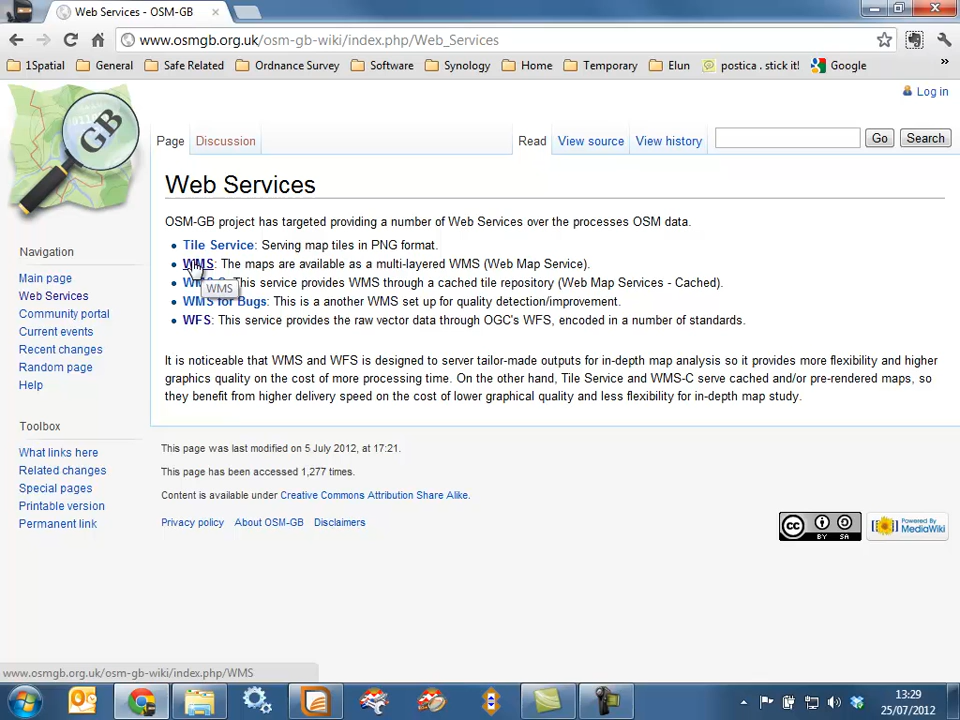 Web Services - OSM-GB
www.osmgb.org.uk/osm-gb-wiki/index.php/Web_Services
1Spatial
General
Safe Related
Ordnance Survey
Software
Synology
Home
Temporary
Elun
postica . stick it!
Google
»
GB
Log in
Page
Discussion
Read
View source
View history
Go
Search
Web Services
OSM-GB project has targeted providing a number of Web Services over the processes OSM data.
Tile Service: Serving map tiles in PNG format.
WMS: The maps are available as a multi-layered WMS (Web Map Service).
This service provides WMS through a cached tile repository (Web Map Services - Cached).
WMS
WMS for Bugs: This is a another WMS set up for quality detection/improvement.
WFS: This service provides the raw vector data through OGC's WFS, encoded in a number of standards.
It is noticeable that WMS and WFS is designed to server tailor-made outputs for in-depth map analysis so it provides more flexibility and higher
graphics quality on the cost of more processing time. On the other hand, Tile Service and WMS-C serve cached and/or pre-rendered maps, so
they benefit from higher delivery speed on the cost of lower graphical quality and less flexibility for in-depth map study.
Navigation
Main page
Web Services
Community portal
Current events
Recent changes
Random page
Help
Toolbox
What links here
Related changes
Special pages
Printable version
Permanent link
This page was last modified on 5 July 2012, at 17:21.
This page has been accessed 1,277 times.
Content is available under Creative Commons Attribution Share Alike.
Privacy policy
About OSM-GB
Disclaimers
cc
BY SA
Powered By
MediaWiki
www.osmgb.org.uk/osm-gb-wiki/index.php/WMS
13:29
25/07/2012